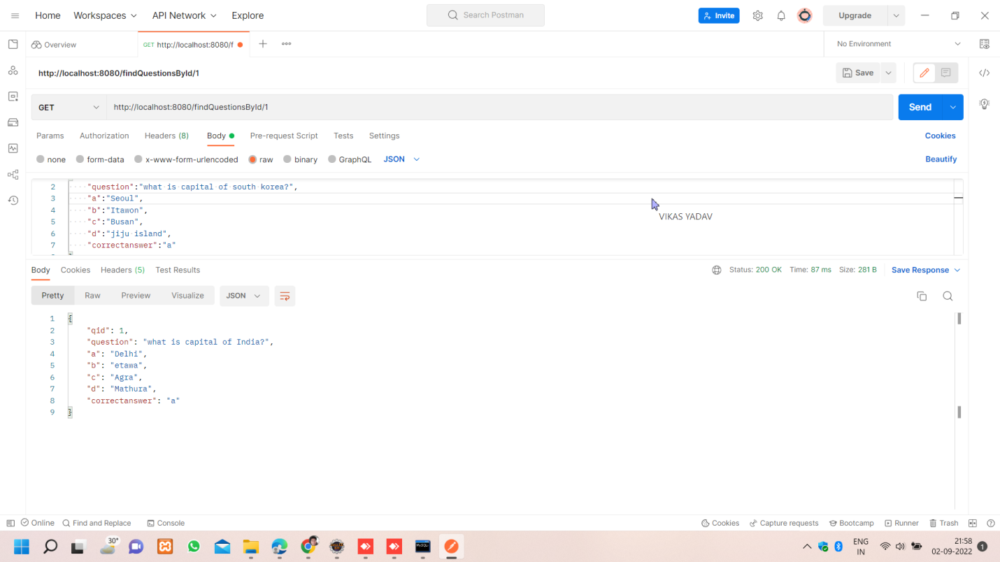 Home Workspaces API Network Explore Search Postman Invite Upgrade
Overview GET http://localhost:8080/f No Environment
http://localhost:8080/findQuestionsById/1 Save
GET http://localhost:8080/findQuestionsById/1 Send
Params Authorization Headers (8) Body Pre-request Script Tests Settings Cookies
none form-data x-www-form-urlencoded raw binary GraphQL JSON Beautify
2 "question":"what is capital of south korea?",
3 "a":"Seoul",
4 "b":"Itawon",
5 "c":"Busan",
6 "d":"jiju island",
7 "correctanswer":"a"
VIKAS YADAV
Body Cookies Headers (5) Test Results Status: 200 OK Time: 87 ms Size: 281 B Save Response
Pretty Raw Preview Visualize JSON
1 {
2 "qid": 1,
3 "question": "what is capital of India?",
4 "a": "Delhi",
5 "b": "etawa",
6 "c": "Agra",
7 "d": "Mathura",
8 "correctanswer": "a"
9 }
Online Find and Replace Console Cookies Capture requests Bootcamp Runner Trash
30° MySQL ENG IN 21:58 02-09-2022 1